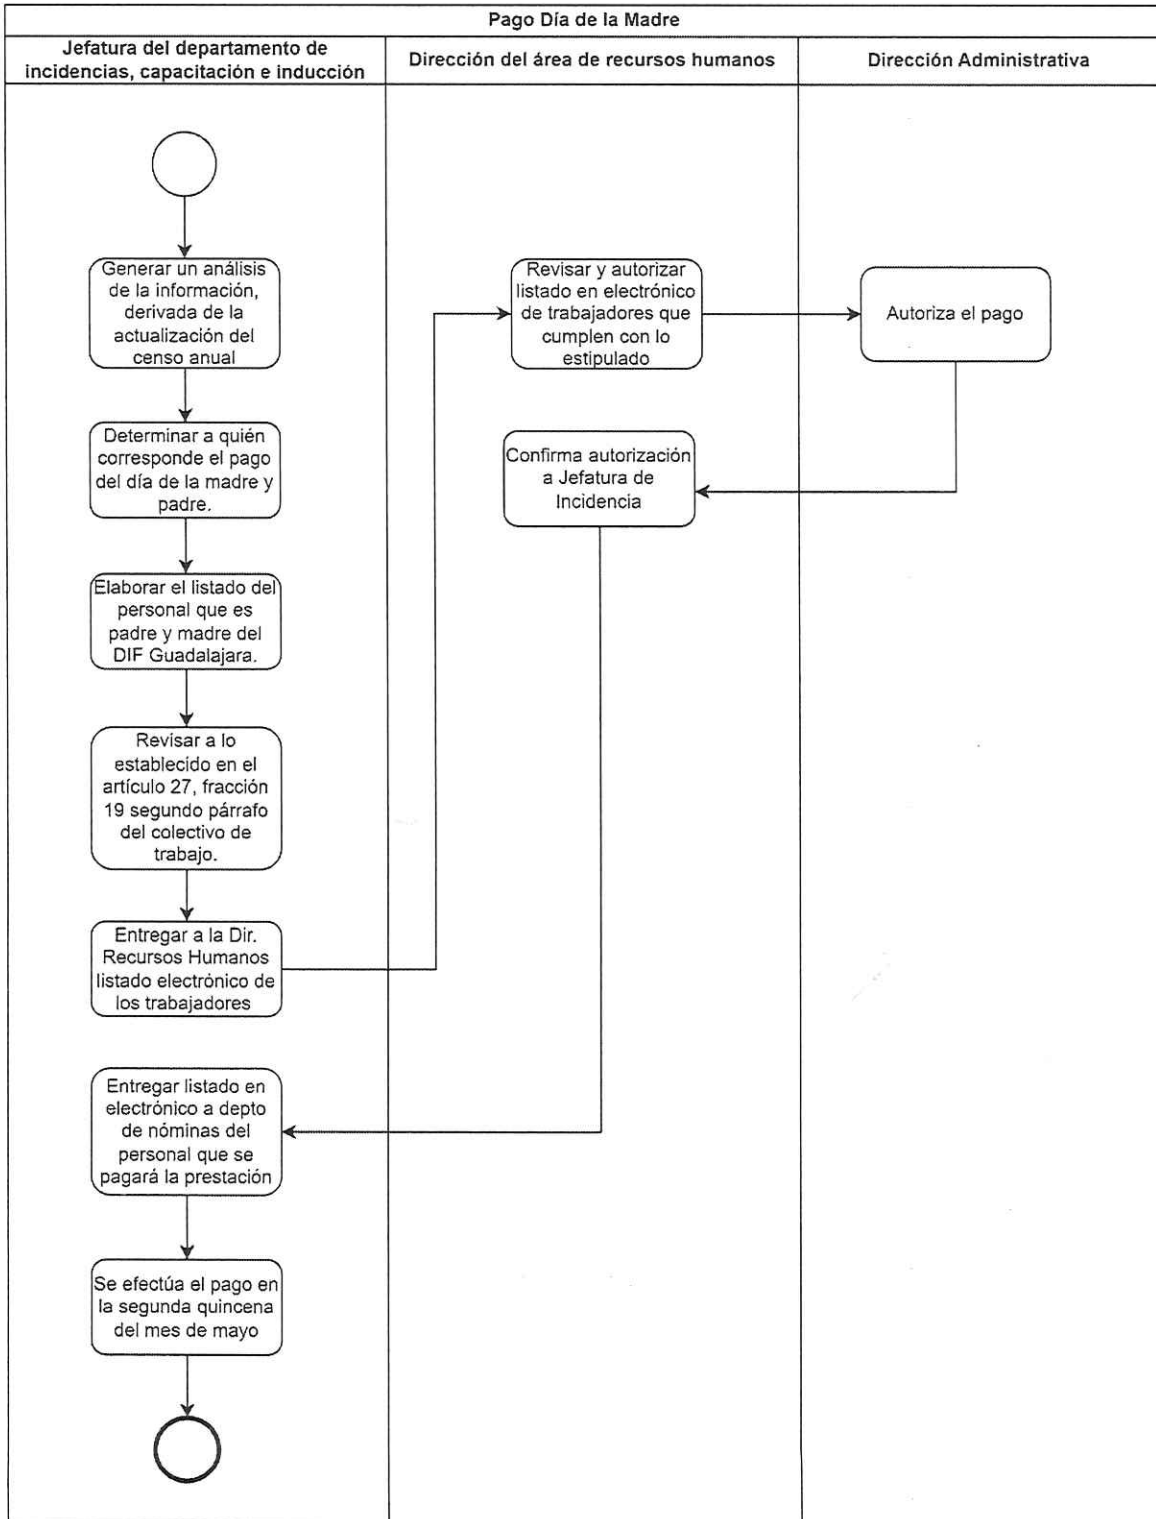 Pago Día de la Madre
Jefatura del departamento de
incidencias, capacitación e inducción
Dirección del área de recursos humanos
Dirección Administrativa
Generar un análisis
de la información,
derivada de la
actualización del
censo anual
Determinar a quién
corresponde el pago
del día de la madre y
padre.
Elaborar el listado del
personal que es
padre y madre del
DIF Guadalajara.
Revisar a lo
establecido en el
artículo 27, fracción
19 segundo párrafo
del colectivo de
trabajo.
Entregar a la Dir.
Recursos Humanos
listado electrónico de
los trabajadores
Revisar y autorizar
listado en electrónico
de trabajadores que
cumplen con lo
estipulado
Autoriza el pago
Confirma autorización
a Jefatura de
Incidencia
Entregar listado en
electrónico a depto
de nóminas del
personal que se
pagará la prestación
Se efectúa el pago en
la segunda quincena
del mes de mayo